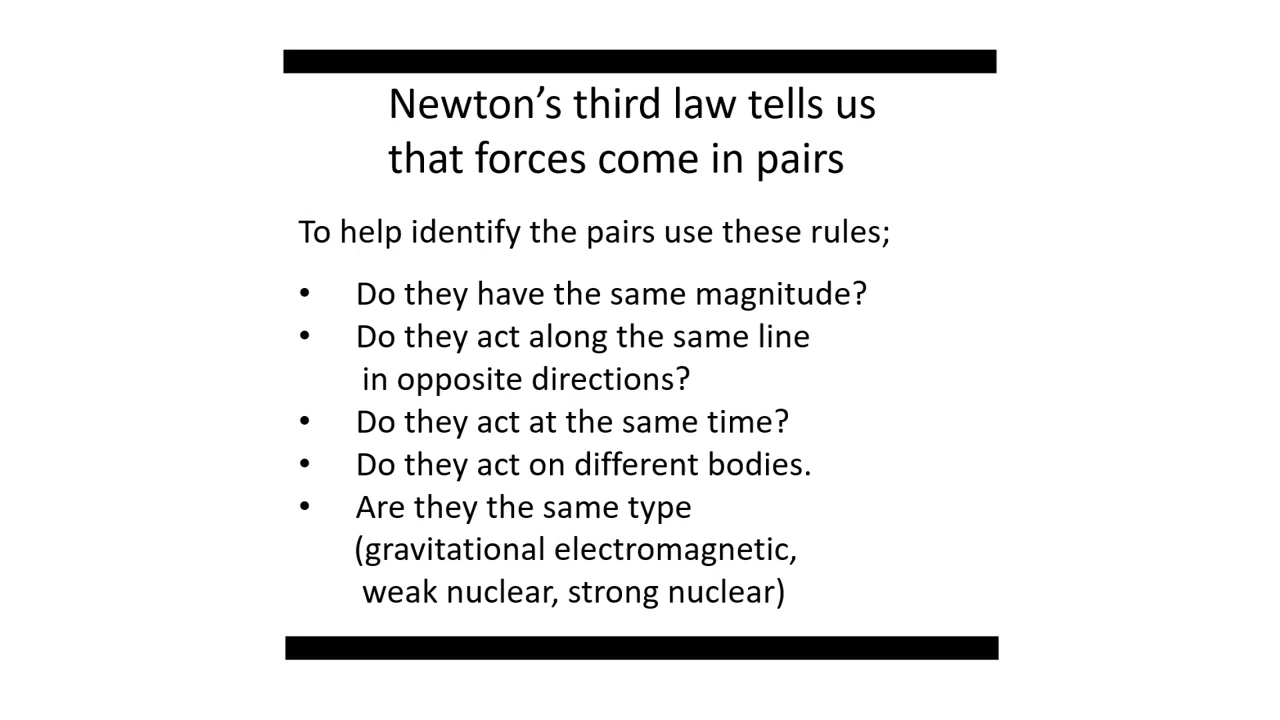 Newton’s third law tells us
that forces come in pairs
To help identify the pairs use these rules;
• Do they have the same magnitude?
• Do they act along the same line
in opposite directions?
• Do they act at the same time?
• Do they act on different bodies.
• Are they the same type
(gravitational electromagnetic,
weak nuclear, strong nuclear)